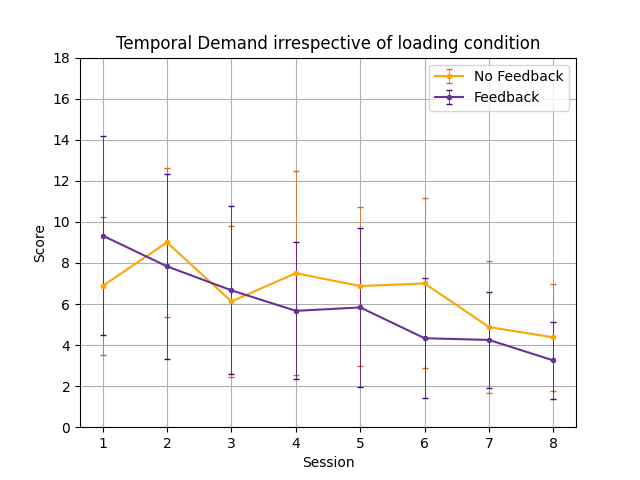 Temporal Demand irrespective of loading condition
No Feedback
Feedback
18
16
14
12
10
8
6
4
2
0
Score
1 2 3 4 5 6 7 8
Session